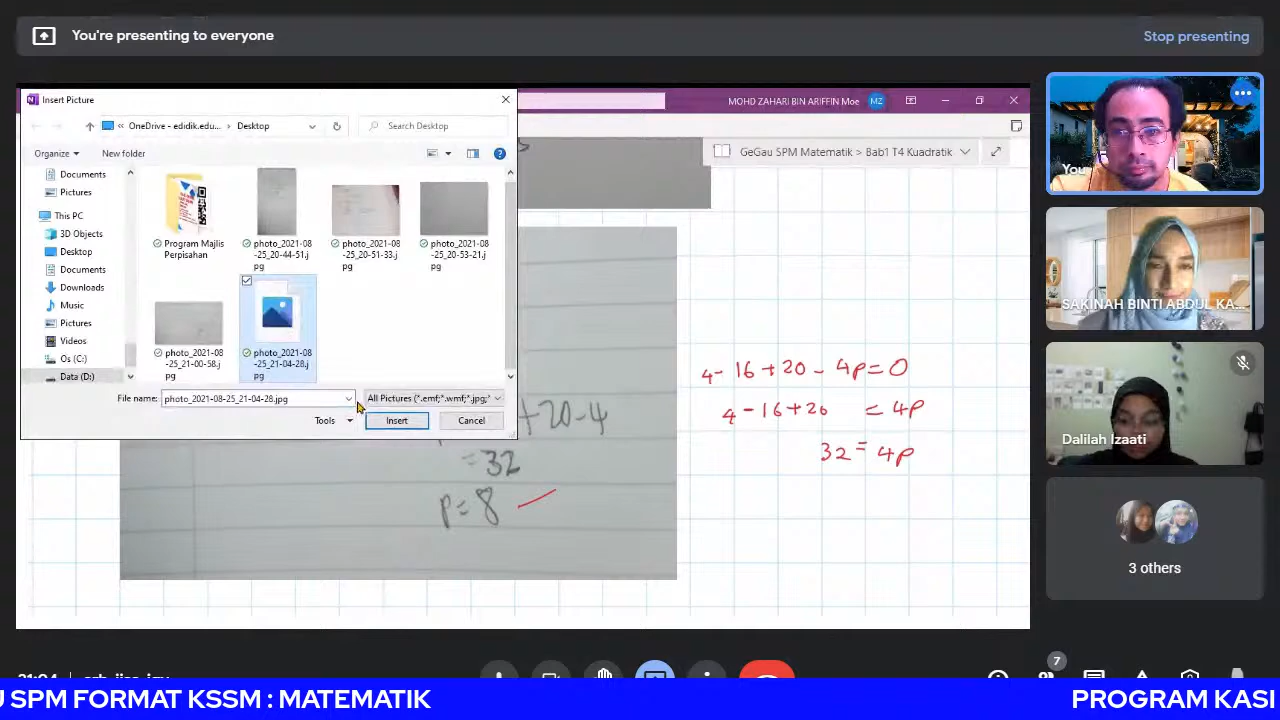 You're presenting to everyone
Stop presenting
Insert Picture
MOHD ZAHARI BIN ARIFFIN Moe
MZ
OneDrive - edidik.edu...
Desktop
Search Desktop
Organize
New folder
GeGau SPM Matematik > Bab1 T4 Kuadratik
Documents
Pictures
This PC
3D Objects
Desktop
Documents
Downloads
Music
Pictures
Videos
Os (C:)
Data (D:)
Program Majlis Perpisahan
photo_2021-08-25_20-44-51.jpg
photo_2021-08-25_20-51-33.jpg
photo_2021-08-25_20-53-21.jpg
photo_2021-08-25_21-00-58.jpg
photo_2021-08-25_21-04-28.jpg
File name:
photo_2021-08-25_21-04-28.jpg
All Pictures (*.emf;*.wmf;*.jpg;*
Tools
Insert
Cancel
+20-4
=32
p=8
4-16+20-4p=0
4-16+20 =4p
32=4p
You
SAKINAH BINTI ABDUL KA...
Dalilah Izaati
3 others
7
SPM FORMAT KSSM : MATEMATIK
PROGRAM KASI